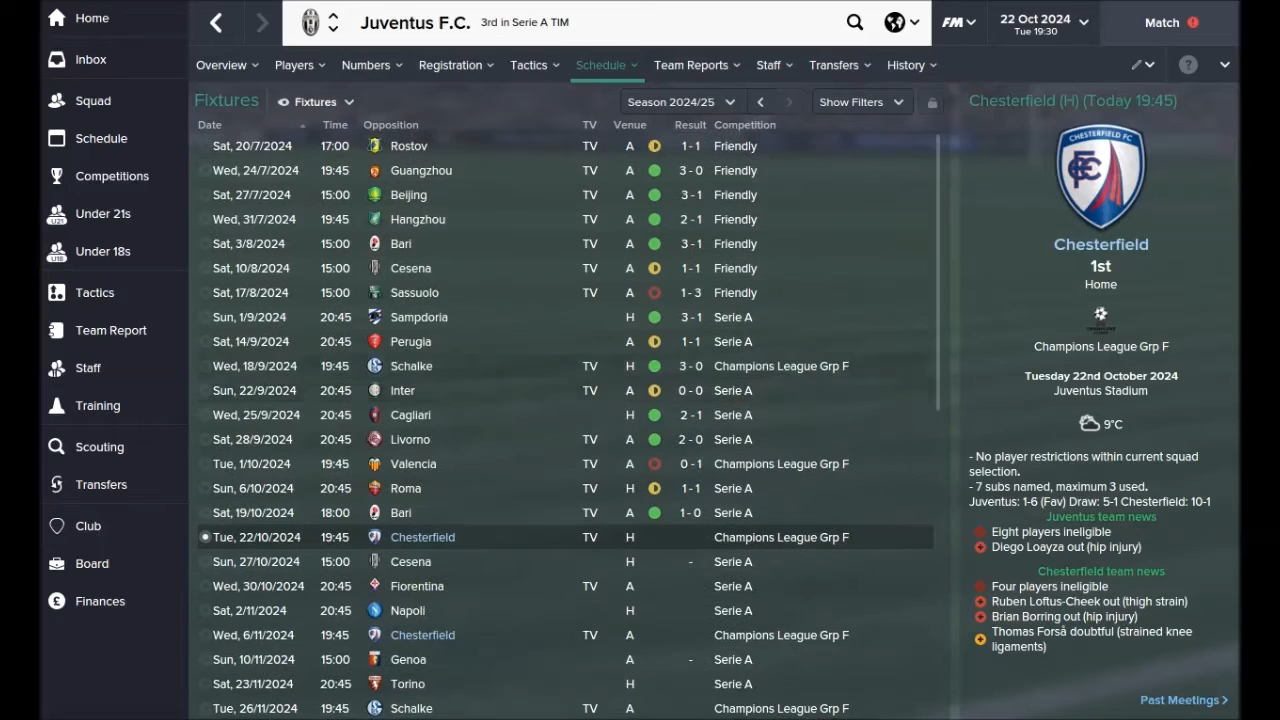 Home
Juventus F.C.
3rd in Serie A TIM
FM
22 Oct 2024
Tue 19:30
Match
Inbox
Overview
Players
Numbers
Registration
Tactics
Schedule
Team Reports
Staff
Transfers
History
Squad
Schedule
Competitions
Under 21s
U21
Under 18s
U18
Tactics
Team Report
Staff
Training
Scouting
Transfers
Club
Board
Finances
Fixtures
Fixtures
Season 2024/25
Show Filters
Date Time Opposition TV Venue Result Competition
Sat, 20/7/2024 17:00 Rostov TV A 1 - 1 Friendly
Wed, 24/7/2024 19:45 Guangzhou TV A 3 - 0 Friendly
Sat, 27/7/2024 15:00 Beijing TV A 3 - 1 Friendly
Wed, 31/7/2024 19:45 Hangzhou TV A 2 - 1 Friendly
Sat, 3/8/2024 15:00 Bari TV A 3 - 1 Friendly
Sat, 10/8/2024 15:00 Cesena TV A 1 - 1 Friendly
Sat, 17/8/2024 15:00 Sassuolo TV A 1 - 3 Friendly
Sun, 1/9/2024 20:45 Sampdoria H 3 - 1 Serie A
Sat, 14/9/2024 20:45 Perugia A 1 - 1 Serie A
Wed, 18/9/2024 19:45 Schalke TV H 3 - 0 Champions League Grp F
Sun, 22/9/2024 20:45 Inter TV A 0 - 0 Serie A
Wed, 25/9/2024 20:45 Cagliari H 2 - 1 Serie A
Sat, 28/9/2024 20:45 Livorno TV A 2 - 0 Serie A
Tue, 1/10/2024 19:45 Valencia TV A 0 - 1 Champions League Grp F
Sun, 6/10/2024 20:45 Roma TV H 1 - 1 Serie A
Sat, 19/10/2024 18:00 Bari TV A 1 - 0 Serie A
Tue, 22/10/2024 19:45 Chesterfield TV H Champions League Grp F
Sun, 27/10/2024 15:00 Cesena H - Serie A
Wed, 30/10/2024 20:45 Fiorentina TV A Serie A
Sat, 2/11/2024 20:45 Napoli H Serie A
Wed, 6/11/2024 19:45 Chesterfield TV A Champions League Grp F
Sun, 10/11/2024 15:00 Genoa A - Serie A
Sat, 23/11/2024 20:45 Torino H Serie A
Tue, 26/11/2024 19:45 Schalke TV A Champions League Grp F
Chesterfield (H) (Today 19:45)
CHESTERFIELD FC
Chesterfield
1st
Home
Champions League Grp F
Tuesday 22nd October 2024
Juventus Stadium
9°C
- No player restrictions within current squad
selection.
- 7 subs named, maximum 3 used.
Juventus: 1-6 (Fav) Draw: 5-1 Chesterfield: 10-1
Juventus team news
Eight players ineligible
Diego Loayza out (hip injury)
Chesterfield team news
Four players ineligible
Ruben Loftus-Cheek out (thigh strain)
Brian Borring out (hip injury)
Thomas Forså doubtful (strained knee
ligaments)
Past Meetings